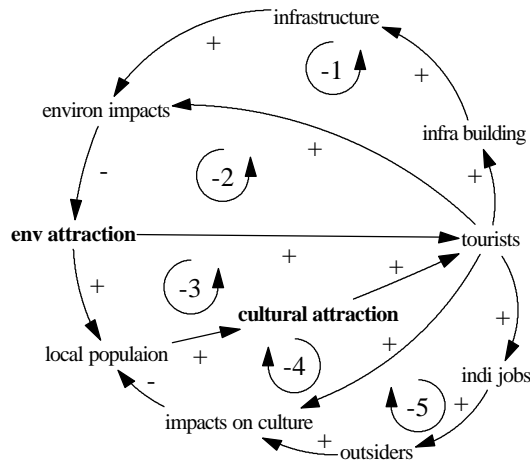 infrastructure
+
+
-1
environ impacts
infra building
+
+
-
-2
env attraction
tourists
+
+
+
-3
cultural attraction
+
local populaion
+
+
-4
indi jobs
-
-5
+
impacts on culture
+
outsiders